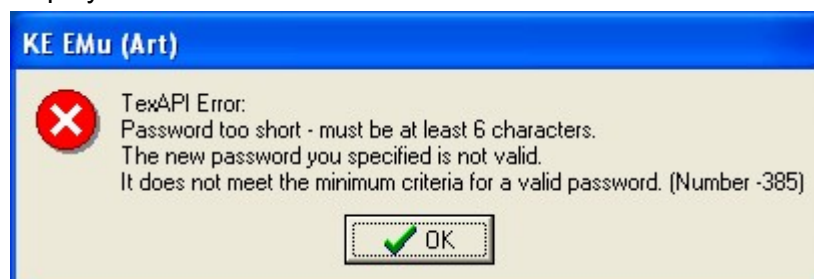 KE EMu (Art)
TexAPI Error:
Password too short - must be at least 6 characters.
The new password you specified is not valid.
It does not meet the minimum criteria for a valid password. (Number -385)
OK